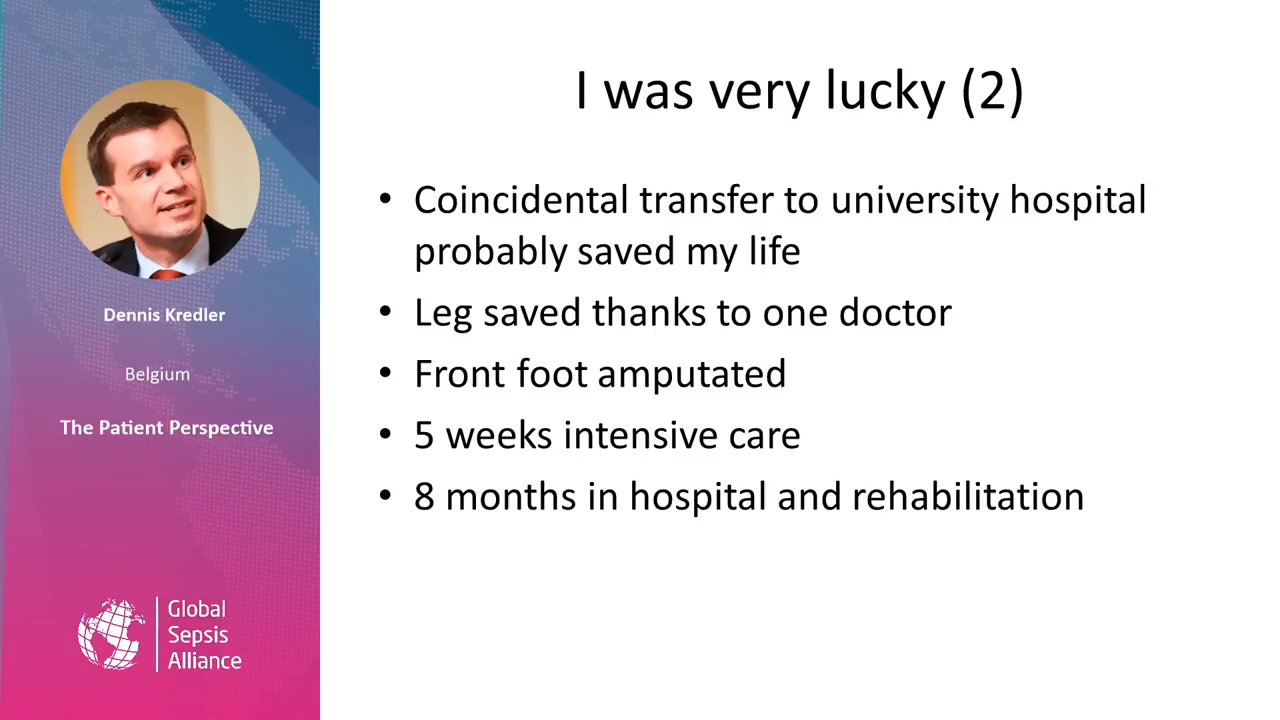 I was very lucky (2)
• Coincidental transfer to university hospital
probably saved my life
• Leg saved thanks to one doctor
• Front foot amputated
• 5 weeks intensive care
• 8 months in hospital and rehabilitation
Dennis Kredler
Belgium
The Patient Perspective
Global
Sepsis
Alliance